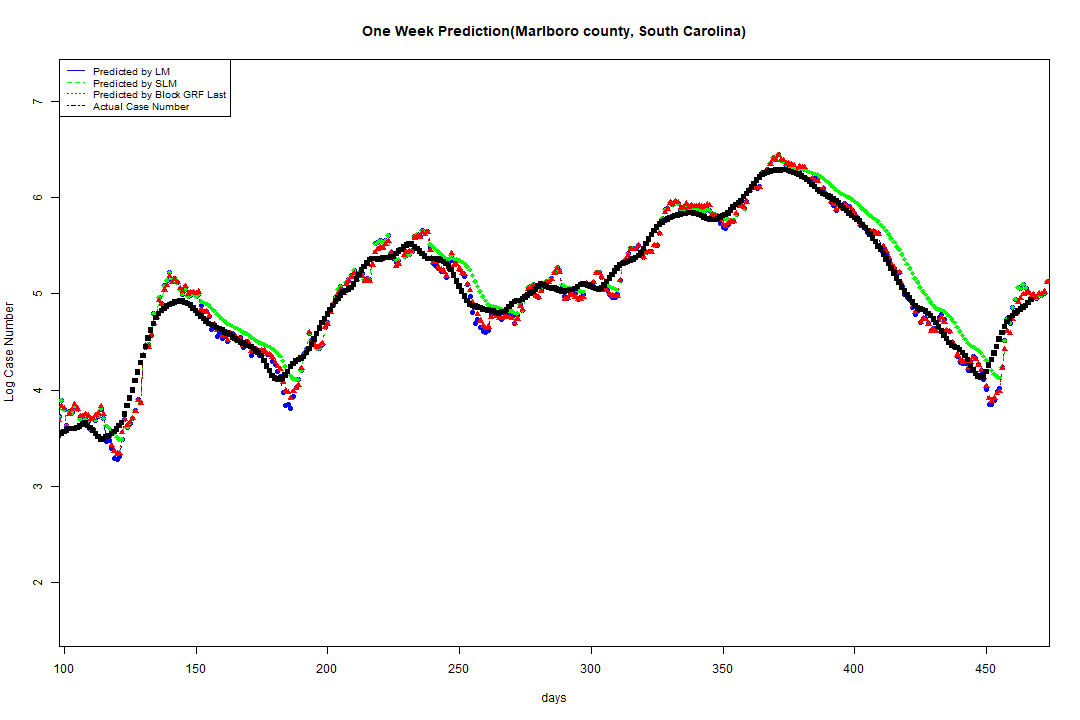 One Week Prediction(Marlboro county, South Carolina)
Predicted by LM
Predicted by SLM
Predicted by Block GRF Last
Actual Case Number
7
6
5
4
3
2
Log Case Number
100 150 200 250 300 350 400 450
days